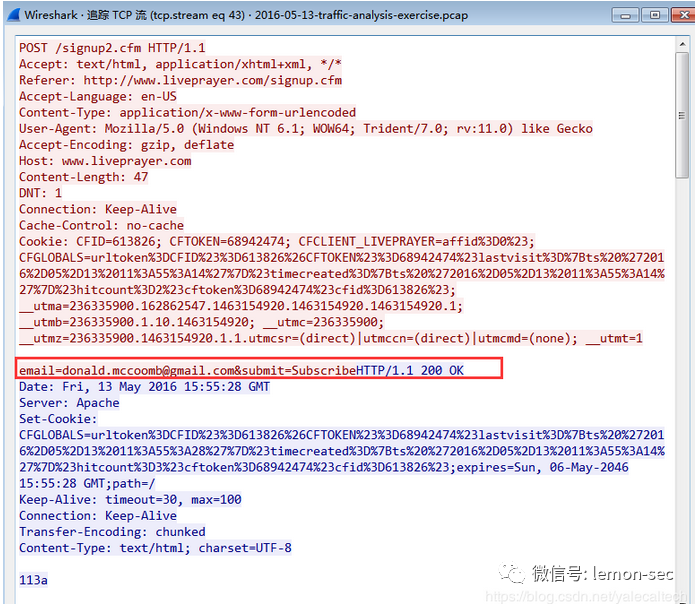 Wireshark · 追踪 TCP 流 (tcp.stream eq 43) · 2016-05-13-traffic-analysis-exercise.pcap
POST /signup2.cfm HTTP/1.1
Accept: text/html, application/xhtml+xml, */*
Referer: http://www.liveprayer.com/signup.cfm
Accept-Language: en-US
Content-Type: application/x-www-form-urlencoded
User-Agent: Mozilla/5.0 (Windows NT 6.1; WOW64; Trident/7.0; rv:11.0) like Gecko
Accept-Encoding: gzip, deflate
Host: www.liveprayer.com
Content-Length: 47
DNT: 1
Connection: Keep-Alive
Cache-Control: no-cache
Cookie: CFID=613826; CFTOKEN=68942474; CFCLIENT_LIVEPRAYER=affid%3D0%23;
CFGLOBALS=urltoken%3DCFID%23%3D613826%26CFTOKEN%23%3D68942474%23lastvisit%3D%7Bts%20%272016%2D05%2D13%2011%3A55%3A14%27%7D%23timecreated%3D%7Bts%20%272016%2D05%2D13%2011%3A55%3A14%27%7D%23hitcount%3D2%23cftoken%3D68942474%23cfid%3D613826%23;
__utma=236335900.162862547.1463154920.1463154920.1463154920.1;
__utmb=236335900.1.10.1463154920; __utmc=236335900;
__utmz=236335900.1463154920.1.1.utmcsr=(direct)|utmccn=(direct)|utmcmd=(none); __utmt=1
email=donald.mccoomb@gmail.com&submit=SubscribeHTTP/1.1 200 OK
Date: Fri, 13 May 2016 15:55:28 GMT
Server: Apache
Set-Cookie:
CFGLOBALS=urltoken%3DCFID%23%3D613826%26CFTOKEN%23%3D68942474%23lastvisit%3D%7Bts%20%272016%2D05%2D13%2011%3A55%3A28%27%7D%23timecreated%3D%7Bts%20%272016%2D05%2D13%2011%3A55%3A14%27%7D%23hitcount%3D3%23cftoken%3D68942474%23cfid%3D613826%23;expires=Sun, 06-May-2046
15:55:28 GMT;path=/
Keep-Alive: timeout=30, max=100
Connection: Keep-Alive
Transfer-Encoding: chunked
Content-Type: text/html; charset=UTF-8
113a
微信号: lemon-sec
https://blog.csdn.net/yalecaltech